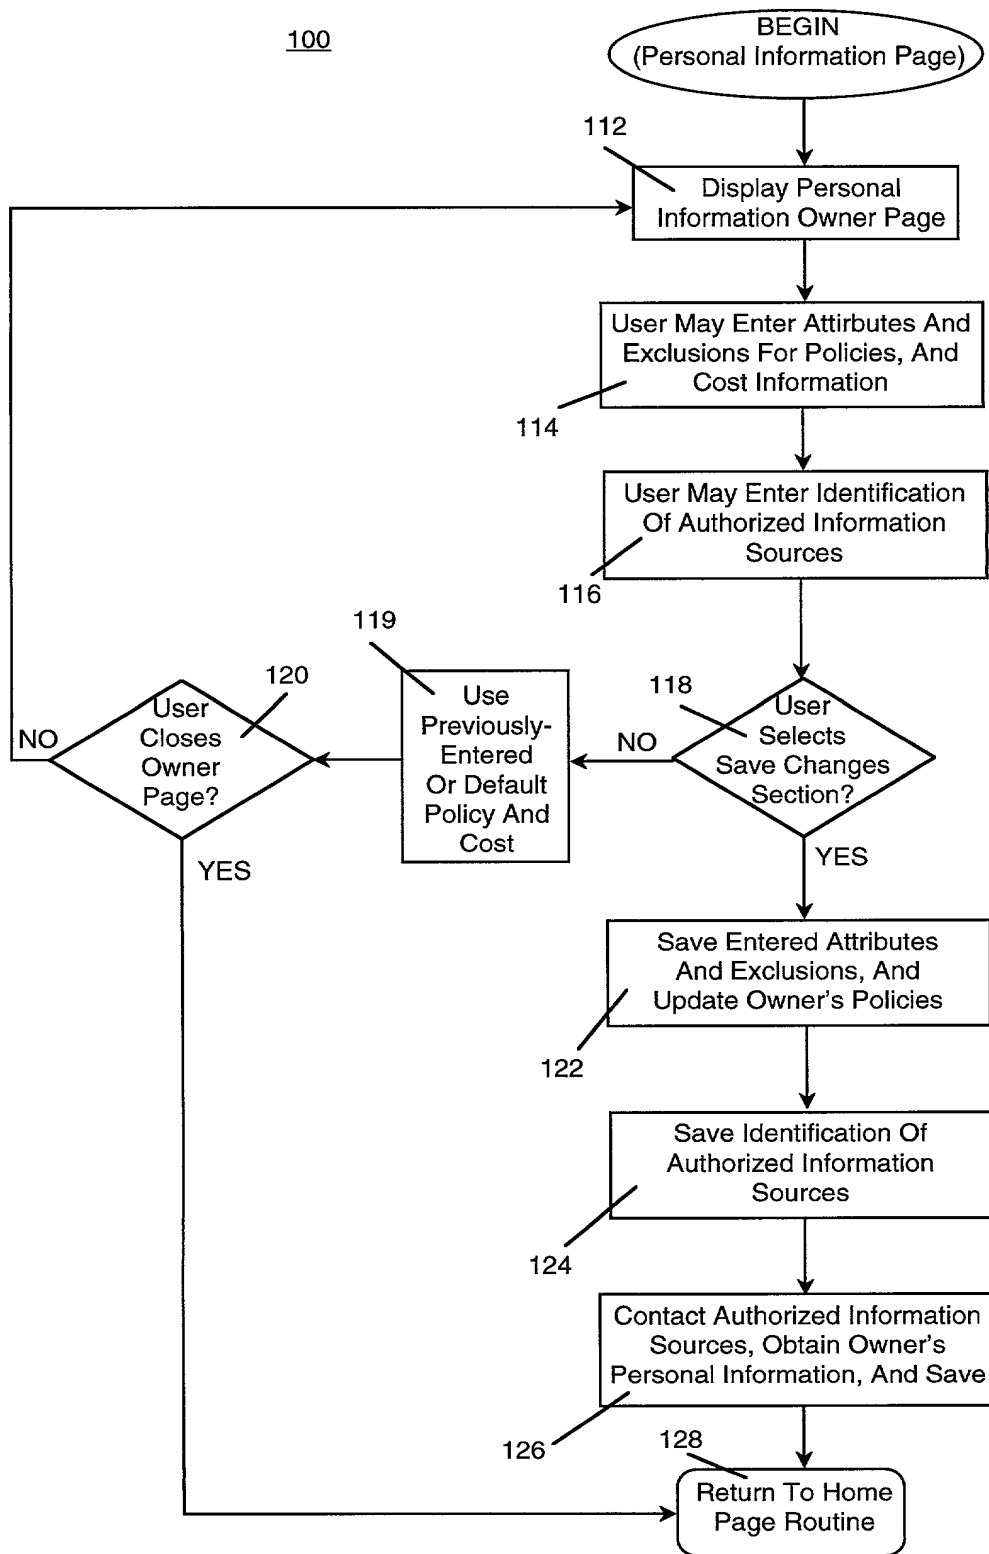 100
BEGIN
(Personal Information Page)
112
Display Personal
Information Owner Page
User May Enter Attirbutes And
Exclusions For Policies, And
Cost Information
114
User May Enter Identification
Of Authorized Information
Sources
116
118
User
Selects
Save Changes
Section?
NO
YES
119
Use
Previously-
Entered
Or Default
Policy And
Cost
120
User
Closes
Owner
Page?
NO
YES
Save Entered Attributes
And Exclusions, And
Update Owner's Policies
122
Save Identification Of
Authorized Information
Sources
124
Contact Authorized Information
Sources, Obtain Owner's
Personal Information, And Save
126
128
Return To Home
Page Routine